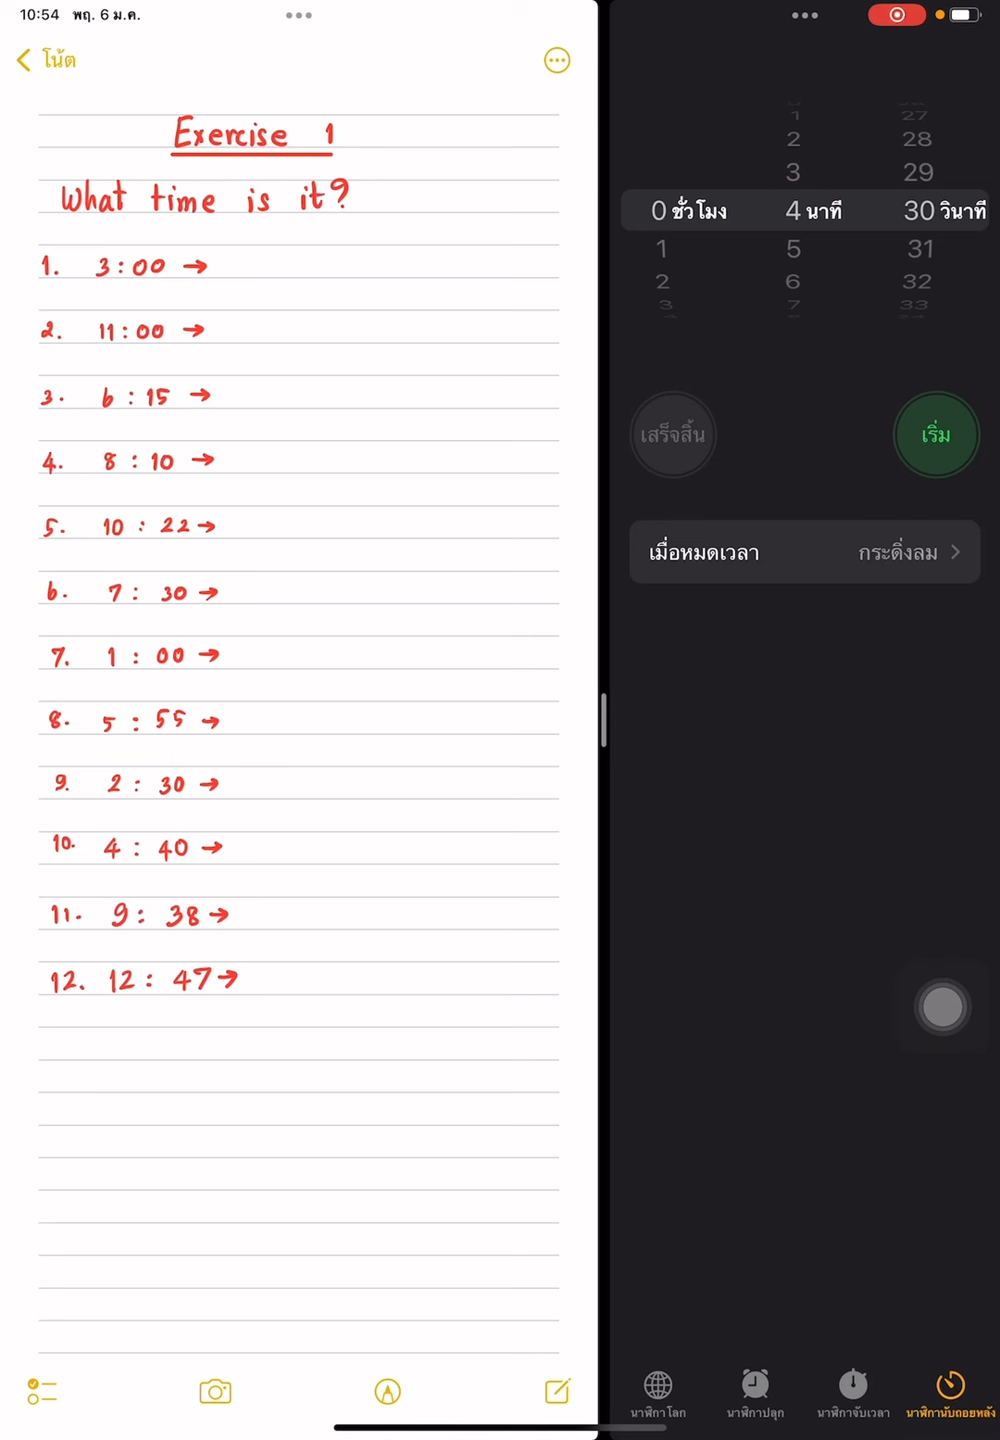 10:54 พฤ. 6 ม.ค.
โน้ต
Exercise 1
What time is it?
1. 3:00 →
2. 11:00 →
3. 6 : 15 →
4. 8 : 10 →
5. 10 : 22 →
6. 7 : 30 →
7. 1 : 00 →
8. 5 : 55 →
9. 2 : 30 →
10. 4 : 40 →
11. 9 : 38 →
12. 12 : 47 →
1 27
2 28
3 29
0 ชั่วโมง 4 นาที 30 วินาที
1 5 31
2 6 32
3 7 33
เสร็จสิ้น เริ่ม
เมื่อหมดเวลา กระดิ่งลม
นาฬิกาโลก นาฬิกาปลุก นาฬิกาจับเวลา นาฬิกานับถอยหลัง